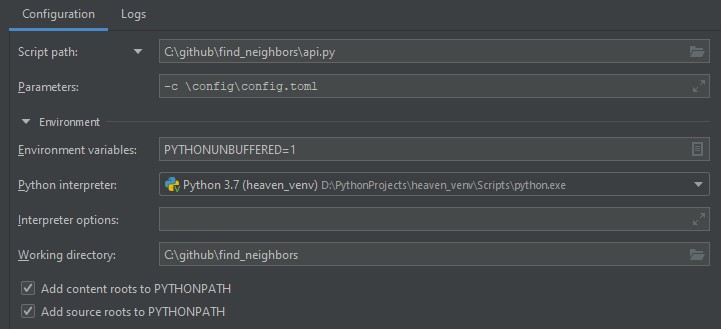 Configuration Logs
Script path: C:\github\find_neighbors\api.py
Parameters: -c \config\config.toml
Environment
Environment variables: PYTHONUNBUFFERED=1
Python interpreter: Python 3.7 (heaven_venv) D:\PythonProjects\heaven_venv\Scripts\python.exe
Interpreter options:
Working directory: C:\github\find_neighbors
Add content roots to PYTHONPATH
Add source roots to PYTHONPATH